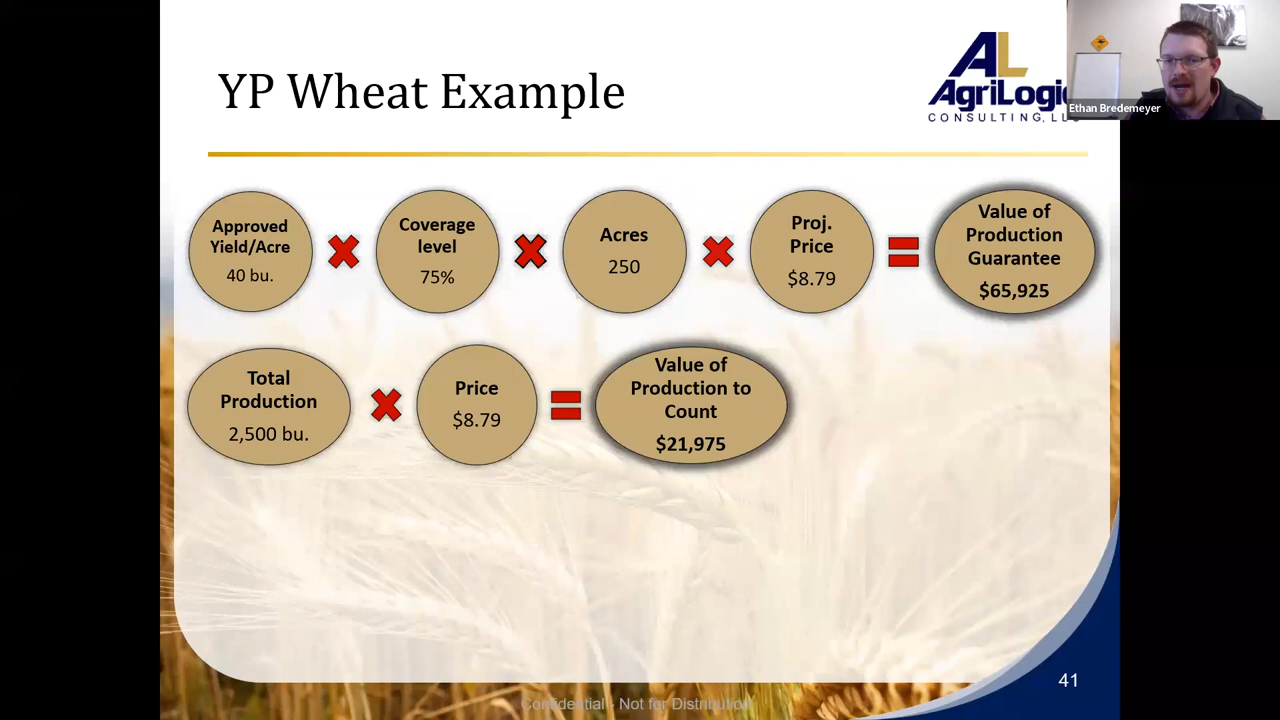 YP Wheat Example
AL
AgriLogic
CONSULTING, LL
Ethan Bredemeyer
Approved
Yield/Acre
40 bu.
Coverage
level
75%
Acres
250
Proj.
Price
$8.79
Value of
Production
Guarantee
$65,925
Total
Production
2,500 bu.
Price
$8.79
Value of
Production to
Count
$21,975
41
Confidential - Not for Distribution